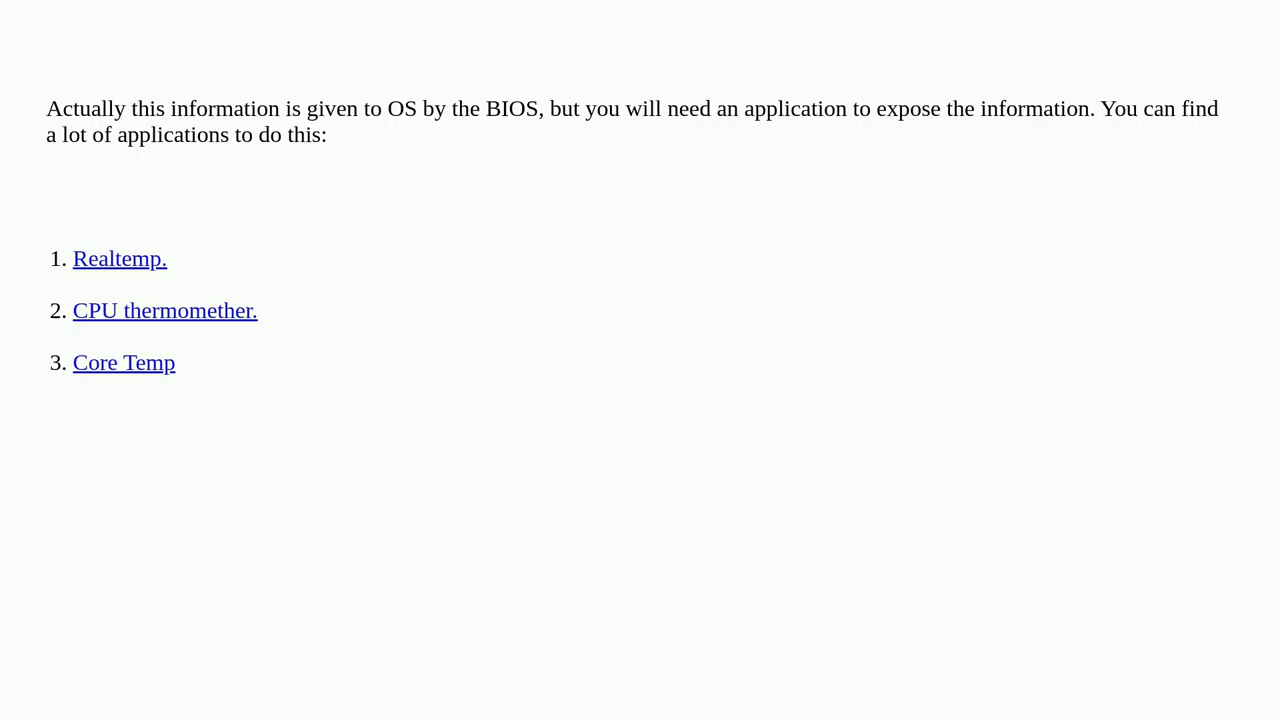 Actually this information is given to OS by the BIOS, but you will need an application to expose the information. You can find
a lot of applications to do this:
1. Realtemp.
2. CPU thermomether.
3. Core Temp